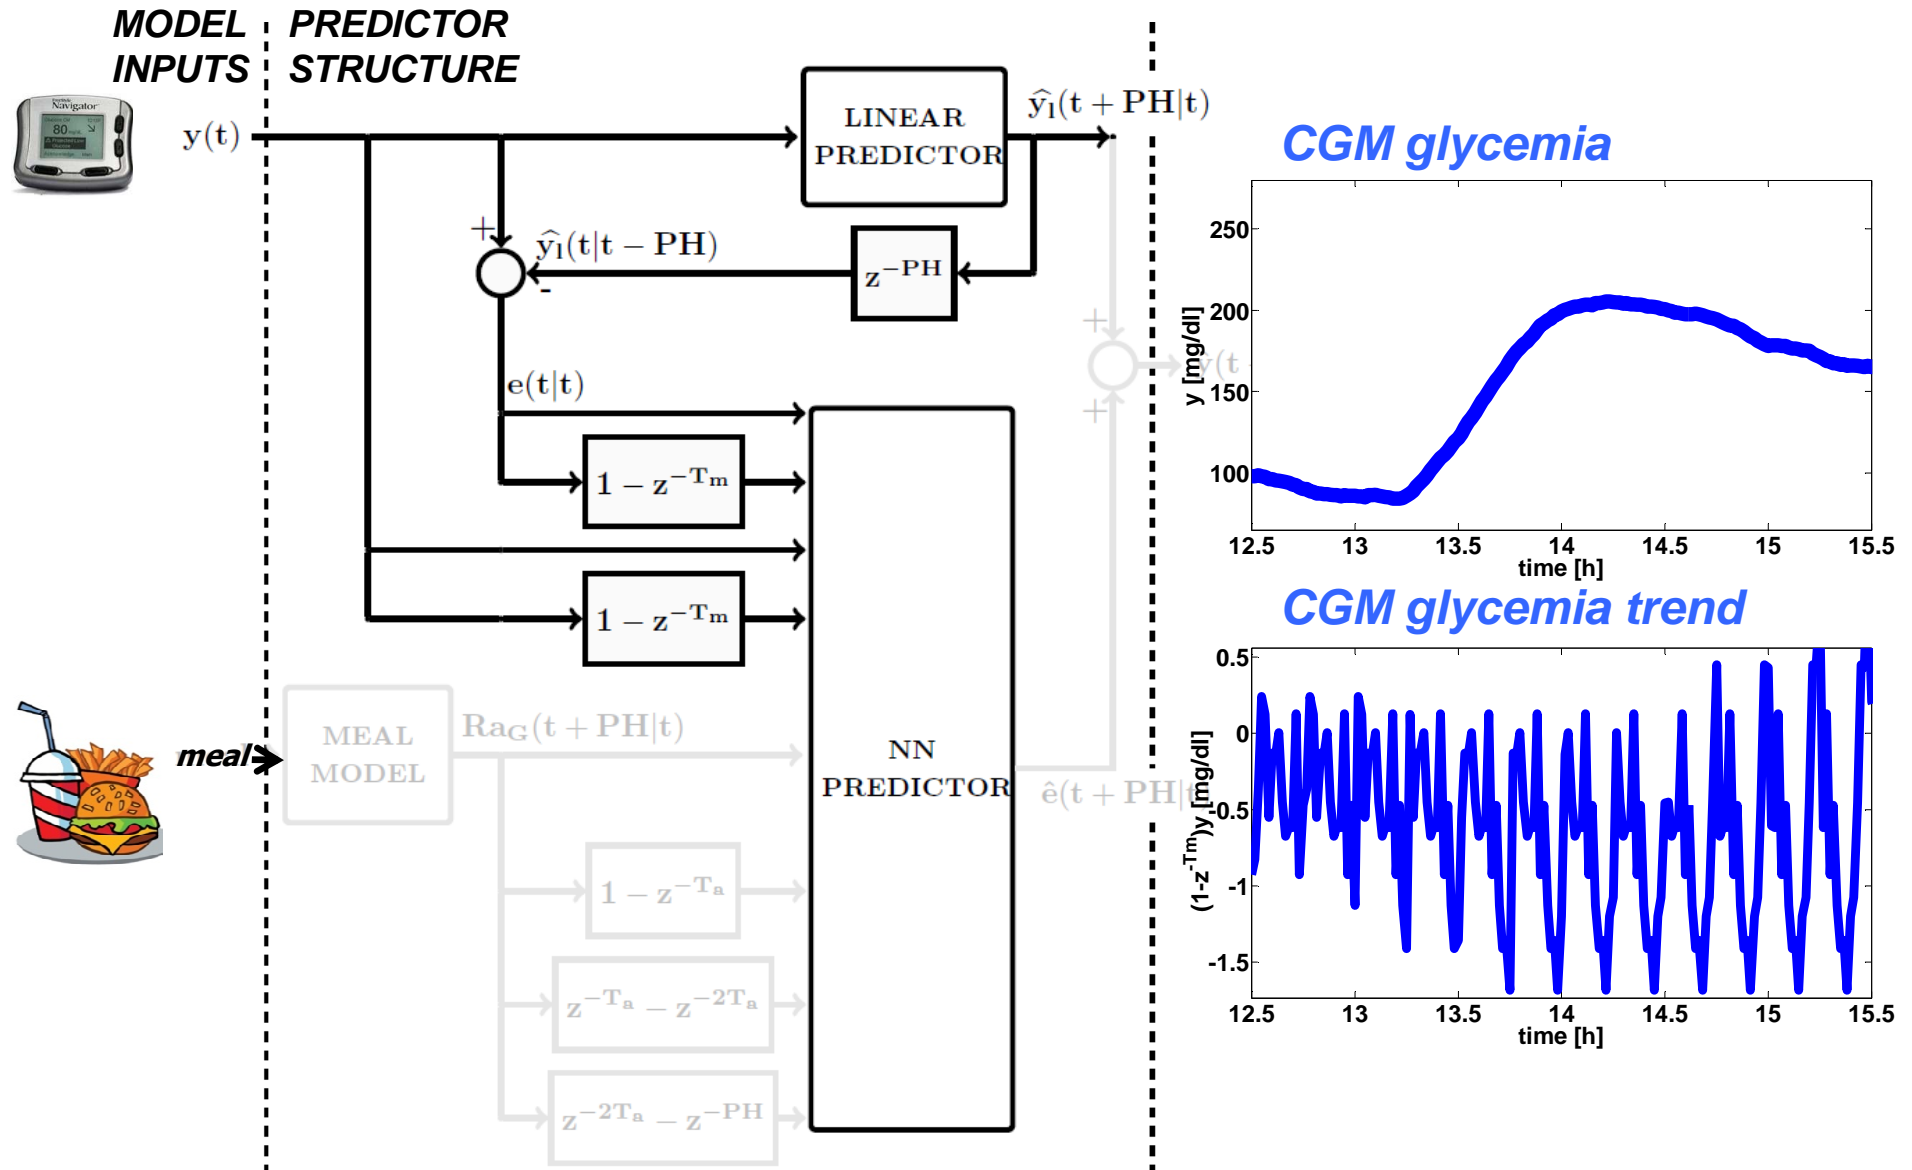 MODEL
INPUTS
PREDICTOR
STRUCTURE
Navigator
80
y(t)
LINEAR
PREDICTOR
ŷₗ(t + PH|t)
+
ŷₗ(t|t − PH)
-
z^{−PH}
e(t|t)
1 − z^{−Tₘ}
1 − z^{−Tₘ}
+
+
ŷ(t
meal
MEAL
MODEL
Ra_G(t + PH|t)
NN
PREDICTOR
ê(t + PH|t
1 − z^{−Tₐ}
z^{−Tₐ} − z^{−2Tₐ}
z^{−2Tₐ} − z^{−PH}
CGM glycemia
y [mg/dl]
250
200
150
100
12.5 13 13.5 14 14.5 15 15.5
time [h]
CGM glycemia trend
(1-z^{-Tm})y [mg/dl]
0.5
0
-0.5
-1
-1.5
12.5 13 13.5 14 14.5 15 15.5
time [h]